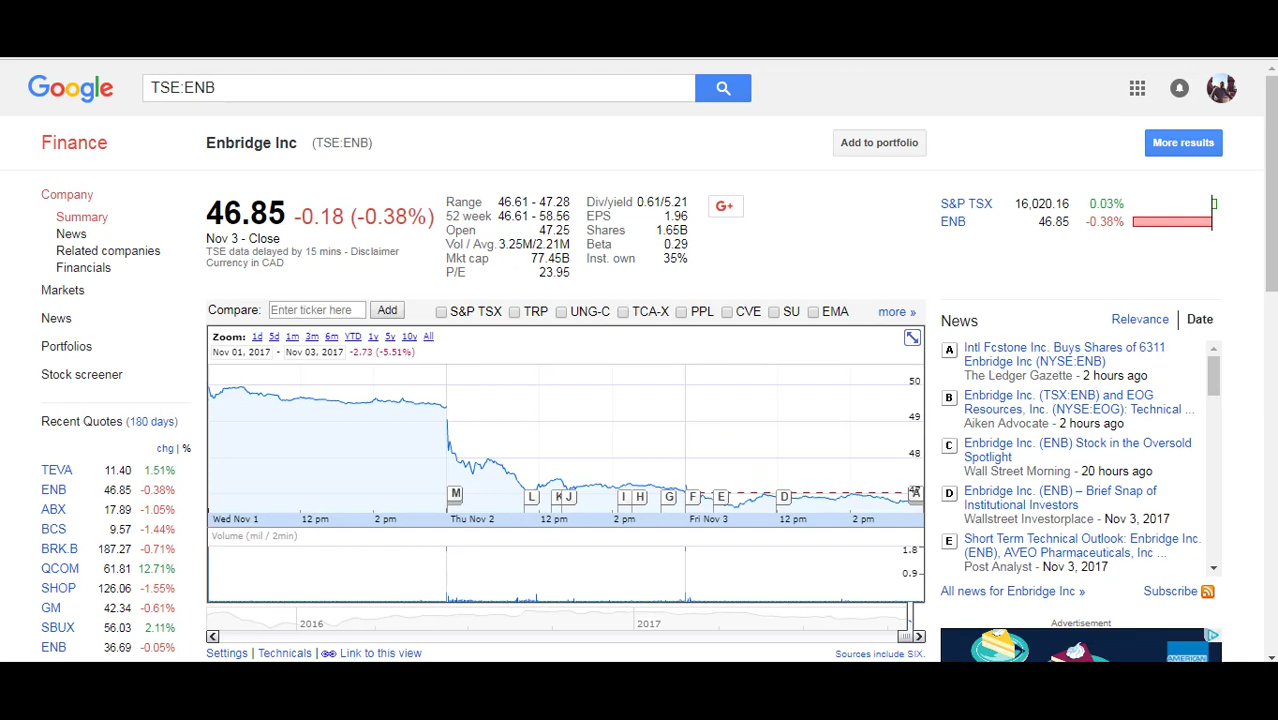 Google
TSE:ENB
Finance
Enbridge Inc (TSE:ENB)
Add to portfolio
More results
Company
Summary
News
Related companies
Financials
Markets
News
Portfolios
Stock screener
Recent Quotes (180 days)
chg | %
TEVA 11.40 1.51%
ENB 46.85 -0.38%
ABX 17.89 -1.05%
BCS 9.57 -1.44%
BRK.B 187.27 -0.71%
QCOM 61.81 12.71%
SHOP 126.06 -1.55%
GM 42.34 -0.61%
SBUX 56.03 2.11%
ENB 36.69 -0.05%
46.85 -0.18 (-0.38%)
Nov 3 - Close
TSE data delayed by 15 mins - Disclaimer
Currency in CAD
Range 46.61 - 47.28
52 week 46.61 - 58.56
Open 47.25
Vol / Avg. 3.25M/2.21M
Mkt cap 77.45B
P/E 23.95
Div/yield 0.61/5.21
EPS 1.96
Shares 1.65B
Beta 0.29
Inst. own 35%
G+
S&P TSX 16,020.16 0.03%
ENB 46.85 -0.38%
Compare: Enter ticker here Add S&P TSX TRP UNG-C TCA-X PPL CVE SU EMA more »
Zoom: 1d 5d 1m 3m 6m YTD 1y 5y 10y All
Nov 01, 2017 - Nov 03, 2017 -2.73 (-5.51%)
50
49
48
47
M L K J I H G F E D A
Wed Nov 1 12 pm 2 pm Thu Nov 2 12 pm 2 pm Fri Nov 3 12 pm 2 pm
Volume (mil / 2min)
1.8
0.9
2016 2017
Settings | Technicals | Link to this view
Sources include SIX.
News
Relevance | Date
A Intl Fcstone Inc. Buys Shares of 6311
Enbridge Inc (NYSE:ENB)
The Ledger Gazette - 2 hours ago
B Enbridge Inc. (TSX:ENB) and EOG
Resources, Inc. (NYSE:EOG): Technical ...
Aiken Advocate - 2 hours ago
C Enbridge Inc. (ENB) Stock in the Oversold
Spotlight
Wall Street Morning - 20 hours ago
D Enbridge Inc. (ENB) – Brief Snap of
Institutional Investors
Wallstreet Investorplace - Nov 3, 2017
E Short Term Technical Outlook: Enbridge Inc.
(ENB), AVEO Pharmaceuticals, Inc ...
Post Analyst - Nov 3, 2017
All news for Enbridge Inc »
Subscribe
Advertisement
AMERICAN